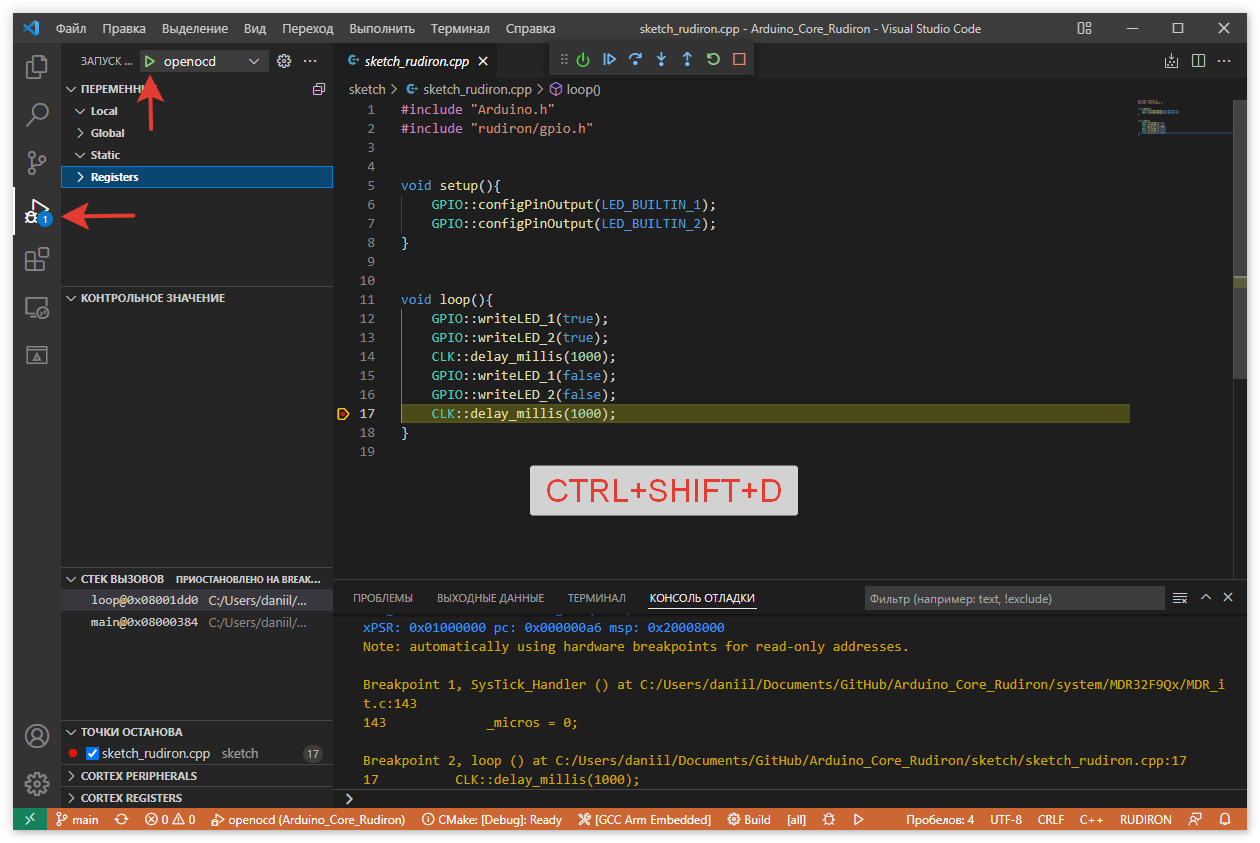 Файл Правка Выделение Вид Переход Выполнить Терминал Справка sketch_rudiron.cpp - Arduino_Core_Rudiron - Visual Studio Code
ЗАПУСК ... openocd
sketch_rudiron.cpp
ПЕРЕМЕННЫ
Local
Global
Static
Registers
1
КОНТРОЛЬНОЕ ЗНАЧЕНИЕ
СТЕК ВЫЗОВОВ ПРИОСТАНОВЛЕНО НА BREAK...
loop@0x08001dd0 C:/Users/daniil/...
main@0x08000384 C:/Users/daniil/...
ТОЧКИ ОСТАНОВА
sketch_rudiron.cpp sketch 17
CORTEX PERIPHERALS
CORTEX REGISTERS
sketch > sketch_rudiron.cpp > loop()
1 #include "Arduino.h"
2 #include "rudiron/gpio.h"
3
4
5 void setup(){
6 GPIO::configPinOutput(LED_BUILTIN_1);
7 GPIO::configPinOutput(LED_BUILTIN_2);
8 }
9
10
11 void loop(){
12 GPIO::writeLED_1(true);
13 GPIO::writeLED_2(true);
14 CLK::delay_millis(1000);
15 GPIO::writeLED_1(false);
16 GPIO::writeLED_2(false);
17 CLK::delay_millis(1000);
18 }
19
CTRL+SHIFT+D
ПРОБЛЕМЫ ВЫХОДНЫЕ ДАННЫЕ ТЕРМИНАЛ КОНСОЛЬ ОТЛАДКИ Фильтр (например: text, !exclude)
xPSR: 0x01000000 pc: 0x000000a6 msp: 0x20008000
Note: automatically using hardware breakpoints for read-only addresses.
Breakpoint 1, SysTick_Handler () at C:/Users/daniil/Documents/GitHub/Arduino_Core_Rudiron/system/MDR32F9Qx/MDR_i
t.c:143
143 _micros = 0;
Breakpoint 2, loop () at C:/Users/daniil/Documents/GitHub/Arduino_Core_Rudiron/sketch/sketch_rudiron.cpp:17
17 CLK::delay_millis(1000);
main 0 0 openocd (Arduino_Core_Rudiron) CMake: [Debug]: Ready [GCC Arm Embedded] Build [all] Пробелов: 4 UTF-8 CRLF C++ RUDIRON